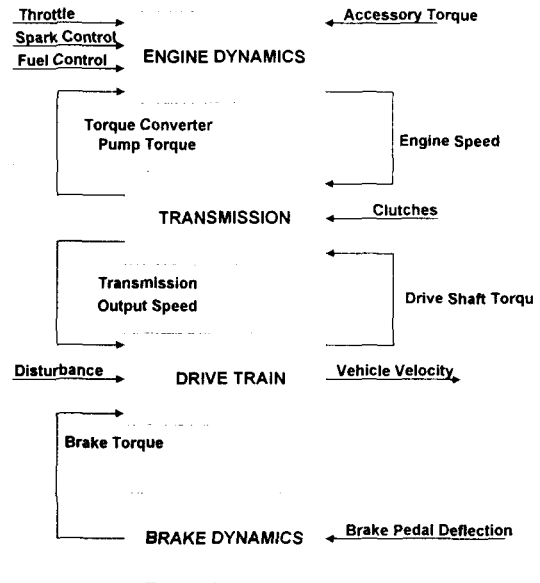 Throttle
Accessory Torque
Spark Control
Fuel Control
ENGINE DYNAMICS
Torque Converter
Pump Torque
Engine Speed
TRANSMISSION
Clutches
Transmission
Output Speed
Drive Shaft Torqu
Disturbance
DRIVE TRAIN
Vehicle Velocity
Brake Torque
BRAKE DYNAMICS
Brake Pedal Deflection